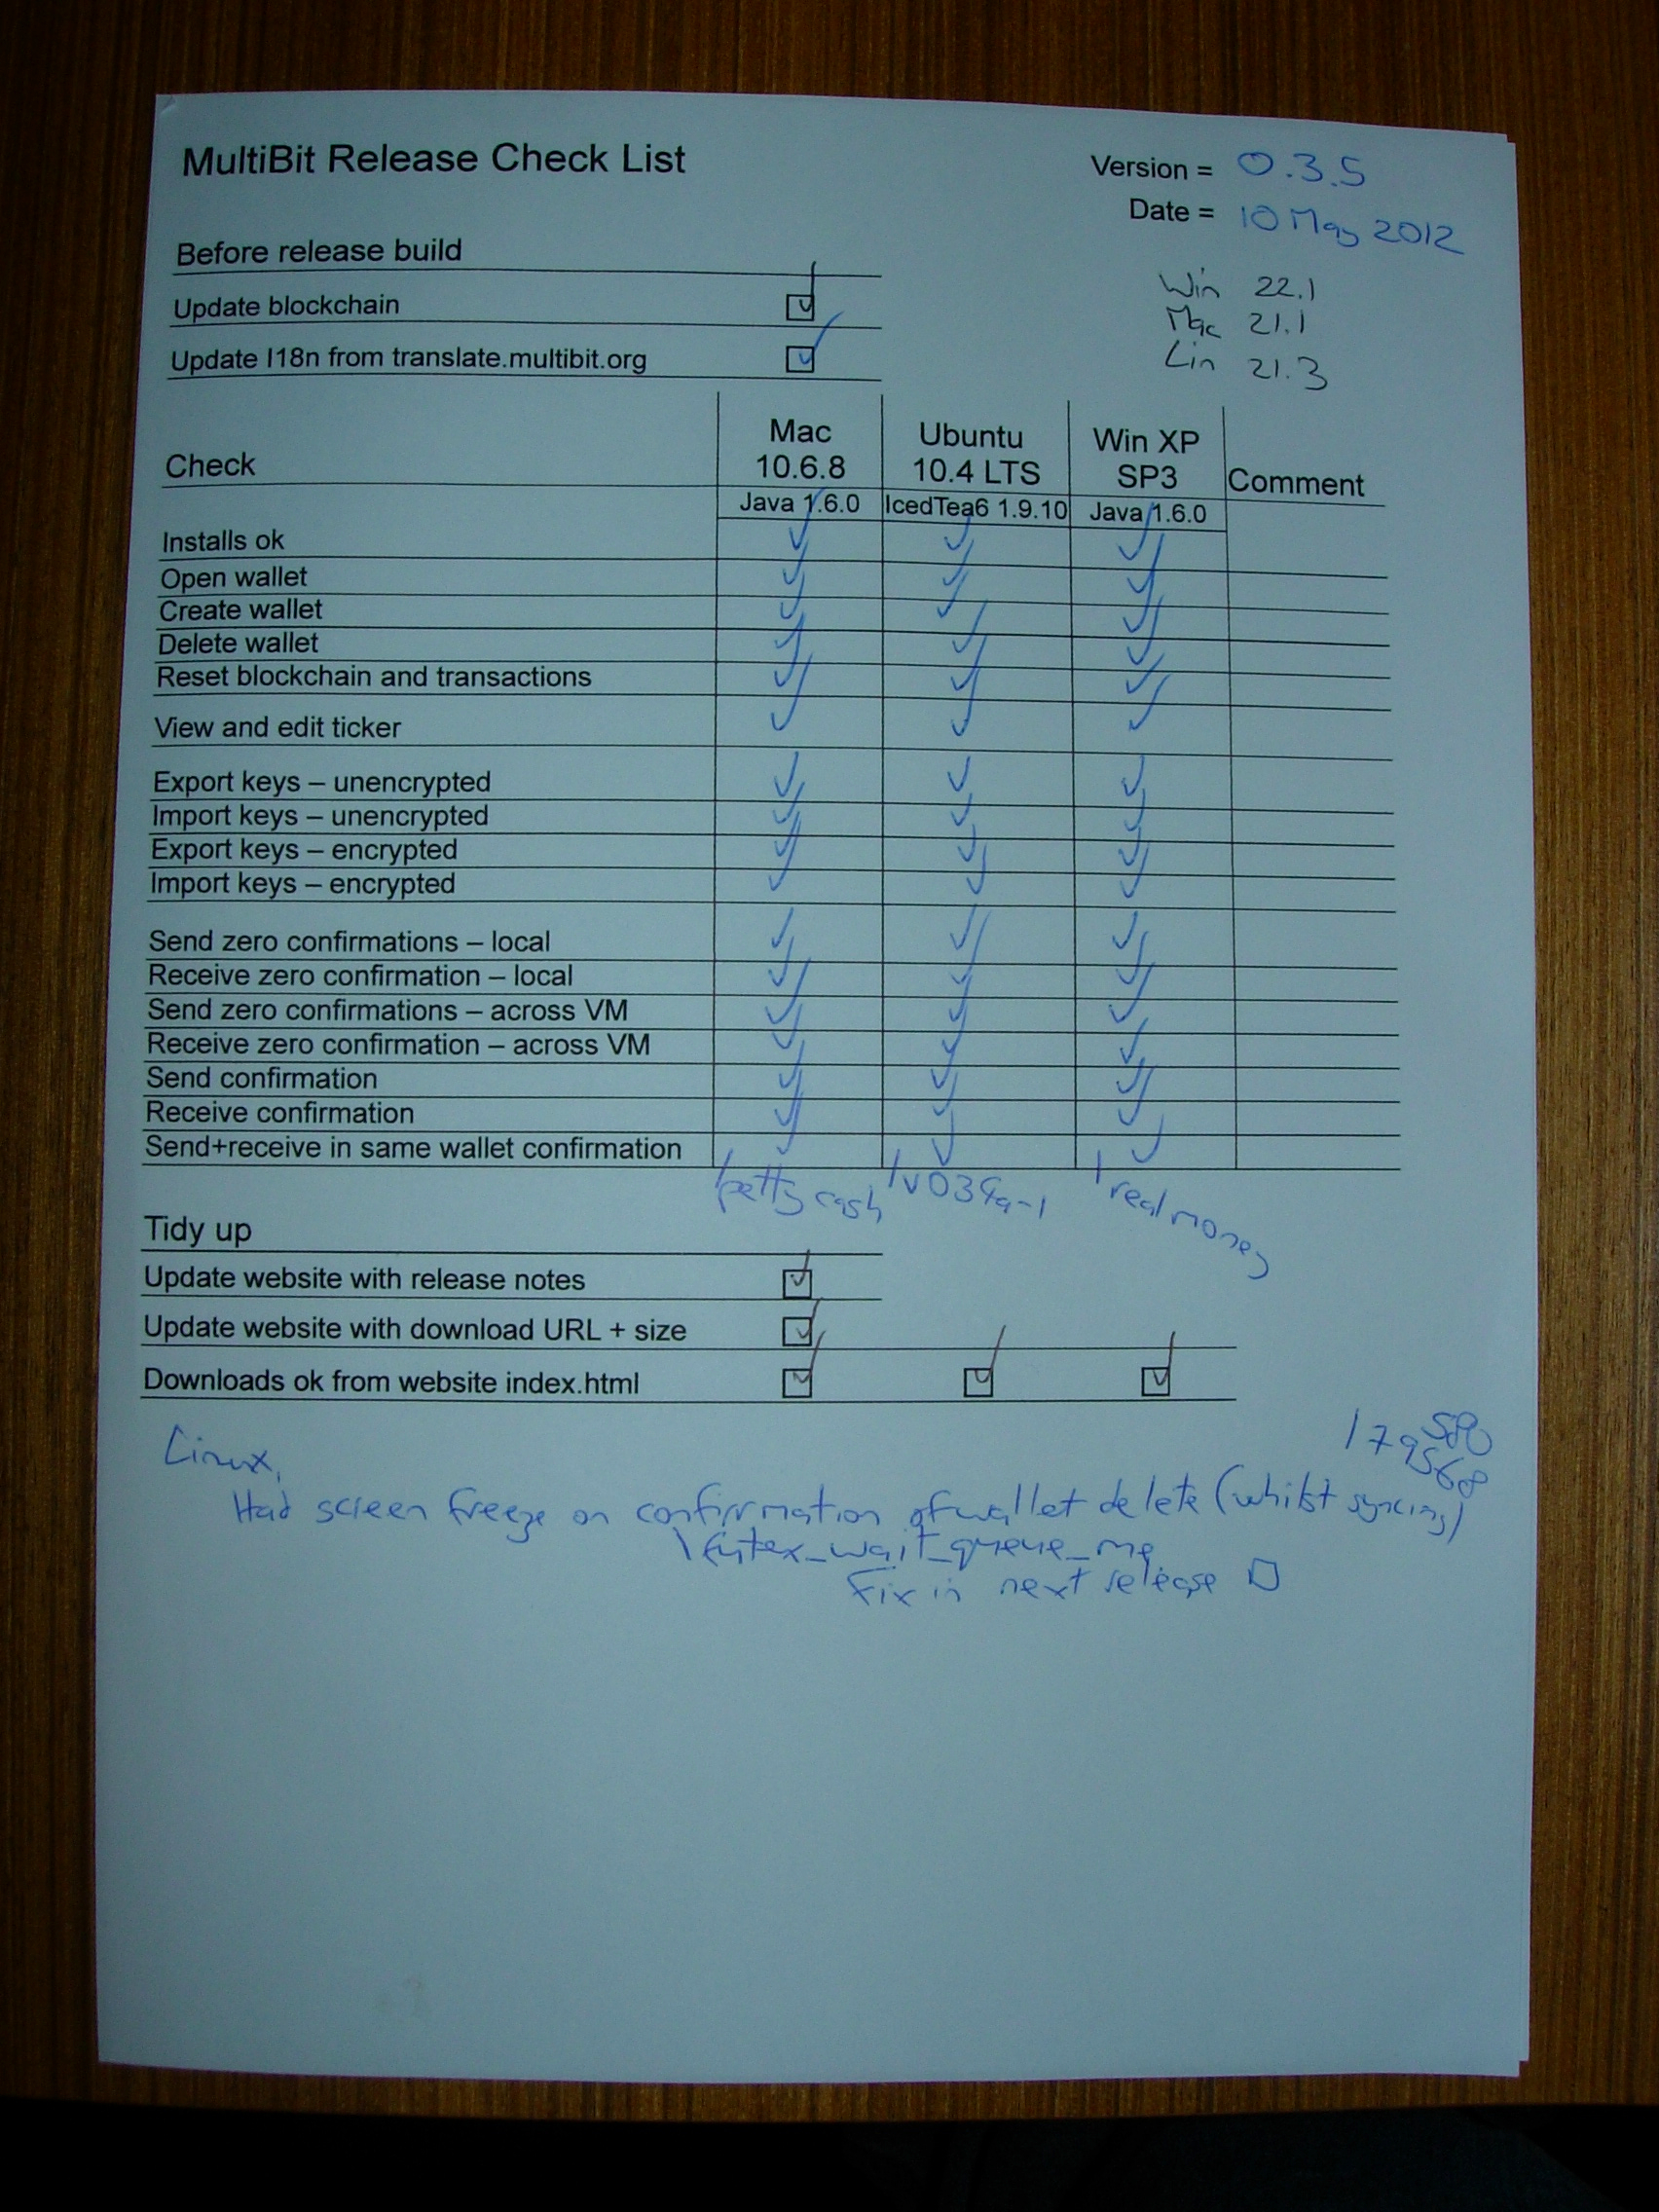 MultiBit Release Check List
Version = 0.3.5
Date = 10 May 2012
Before release build
Update blockchain
Update I18n from translate.multibit.org
Win 22.1
Mac 21.1
Lin 21.3
Check Mac 10.6.8 Ubuntu 10.4 LTS Win XP SP3 Comment
Java 1.6.0 IcedTea6 1.9.10 Java 1.6.0
Installs ok
Open wallet
Create wallet
Delete wallet
Reset blockchain and transactions
View and edit ticker
Export keys – unencrypted
Import keys – unencrypted
Export keys – encrypted
Import keys – encrypted
Send zero confirmations – local
Receive zero confirmation – local
Send zero confirmations – across VM
Receive zero confirmation – across VM
Send confirmation
Receive confirmation
Send+receive in same wallet confirmation
petty cash v034a-1 real money
Tidy up
Update website with release notes
Update website with download URL + size
Downloads ok from website index.html
580
179568
Linux,
Had screen freeze on confirmation of wallet delete (whilst syncing)
futex_wait_queue_me
Fix in next release